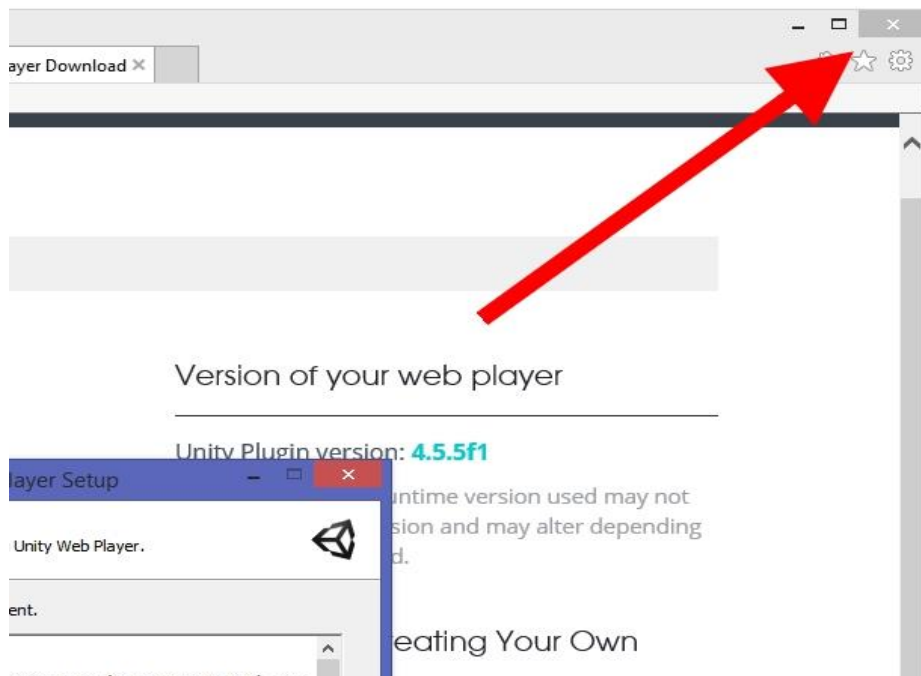 ayer Download
Version of your web player
Unity Plugin version: 4.5.5f1
layer Setup
untime version used may not
Unity Web Player.
sion and may alter depending
d.
ent.
eating Your Own